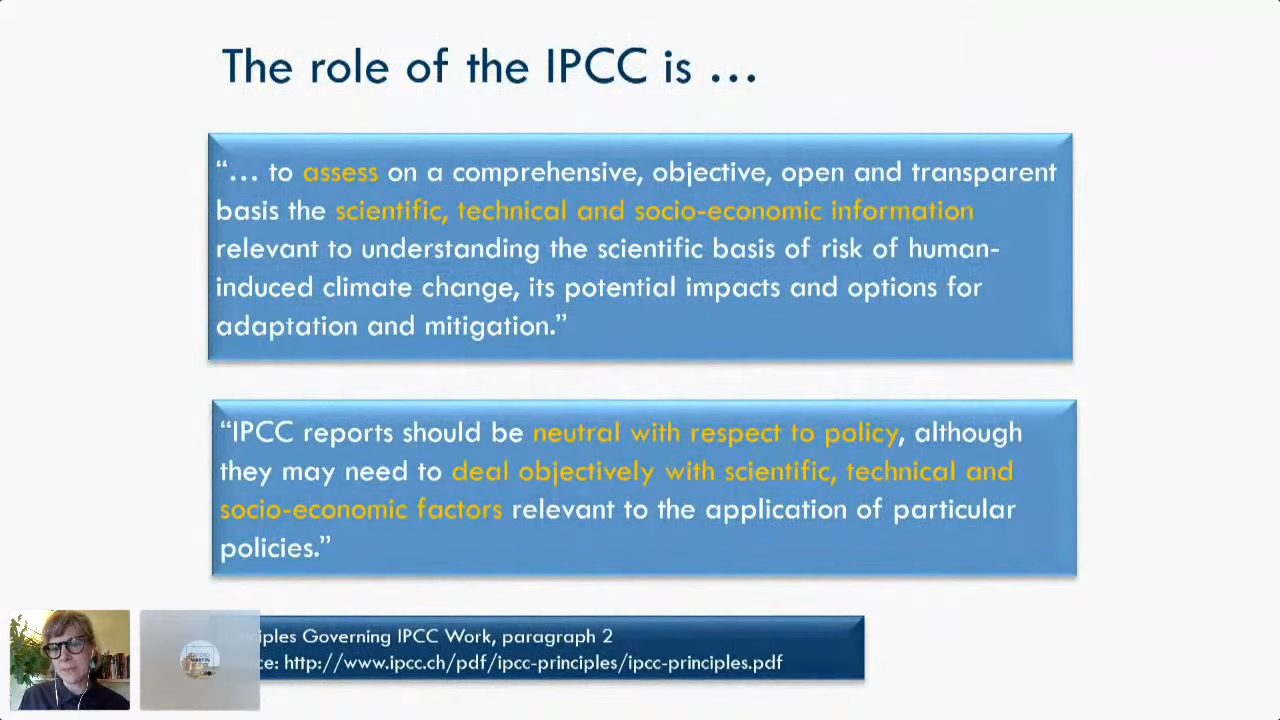 The role of the IPCC is ...
“... to assess on a comprehensive, objective, open and transparent
basis the scientific, technical and socio-economic information
relevant to understanding the scientific basis of risk of human-
induced climate change, its potential impacts and options for
adaptation and mitigation.”
“IPCC reports should be neutral with respect to policy, although
they may need to deal objectively with scientific, technical and
socio-economic factors relevant to the application of particular
policies.”
Governing IPCC Work, paragraph 2
http://www.ipcc.ch/pdf/ipcc-principles/ipcc-principles.pdf
MARTIN